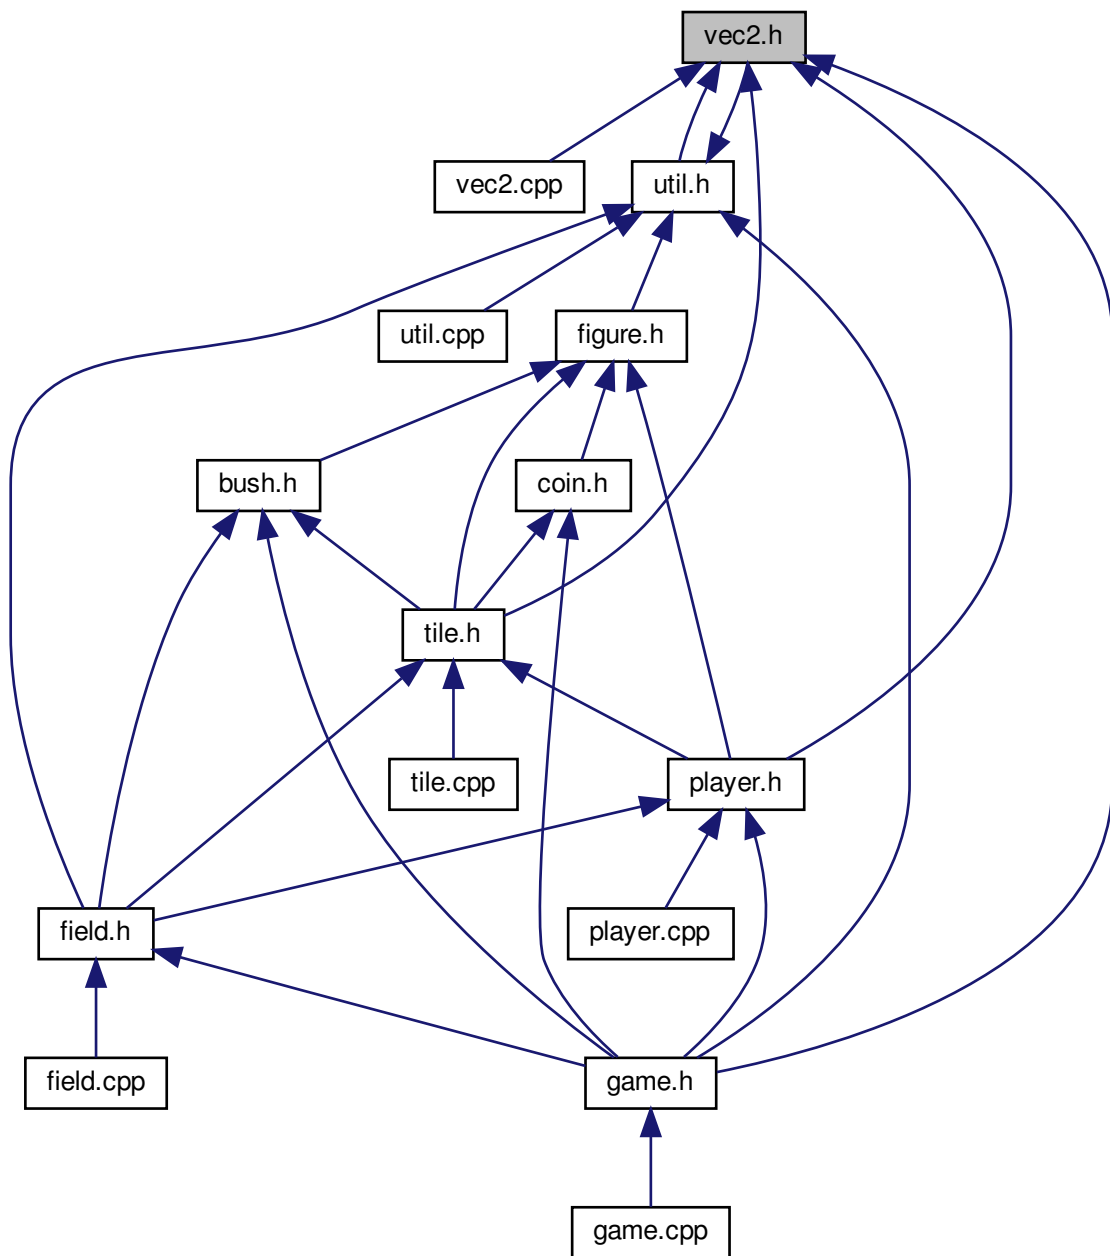 vec2.h
vec2.cpp
util.h
util.cpp
figure.h
bush.h
coin.h
tile.h
tile.cpp
player.h
field.h
player.cpp
field.cpp
game.h
game.cpp